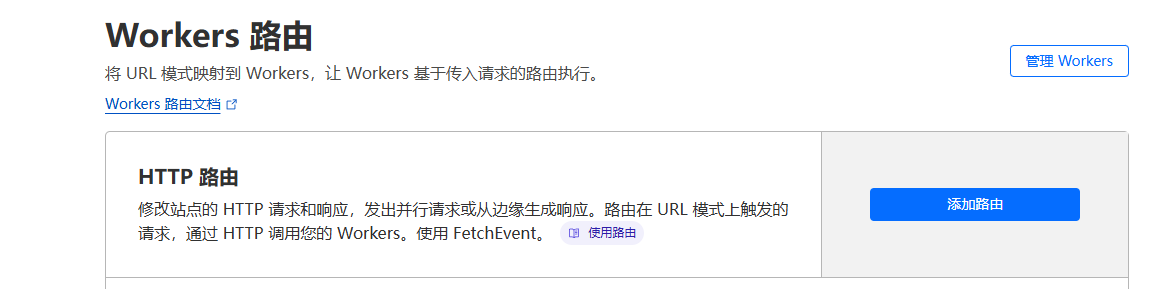 Workers 路由
将 URL 模式映射到 Workers，让 Workers 基于传入请求的路由执行。
管理 Workers
Workers 路由文档
HTTP 路由
修改站点的 HTTP 请求和响应，发出并行请求或从边缘生成响应。路由在 URL 模式上触发的
请求，通过 HTTP 调用您的 Workers。使用 FetchEvent。 使用路由
添加路由